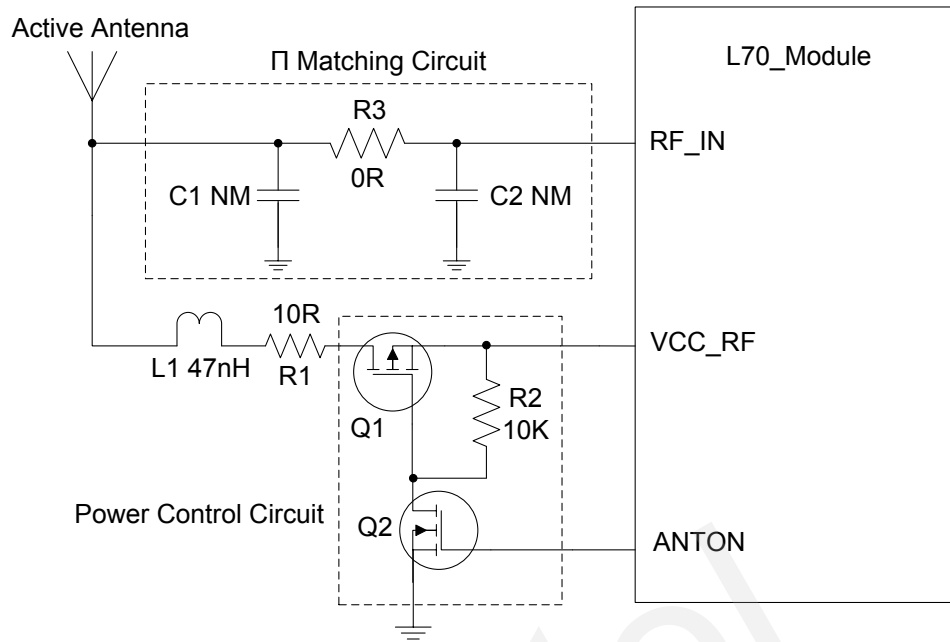 Active Antenna
Π Matching Circuit
L70_Module
R3
0R
RF_IN
C1 NM
C2 NM
10R
L1 47nH
R1
VCC_RF
R2
10K
Q1
Power Control Circuit
Q2
ANTON